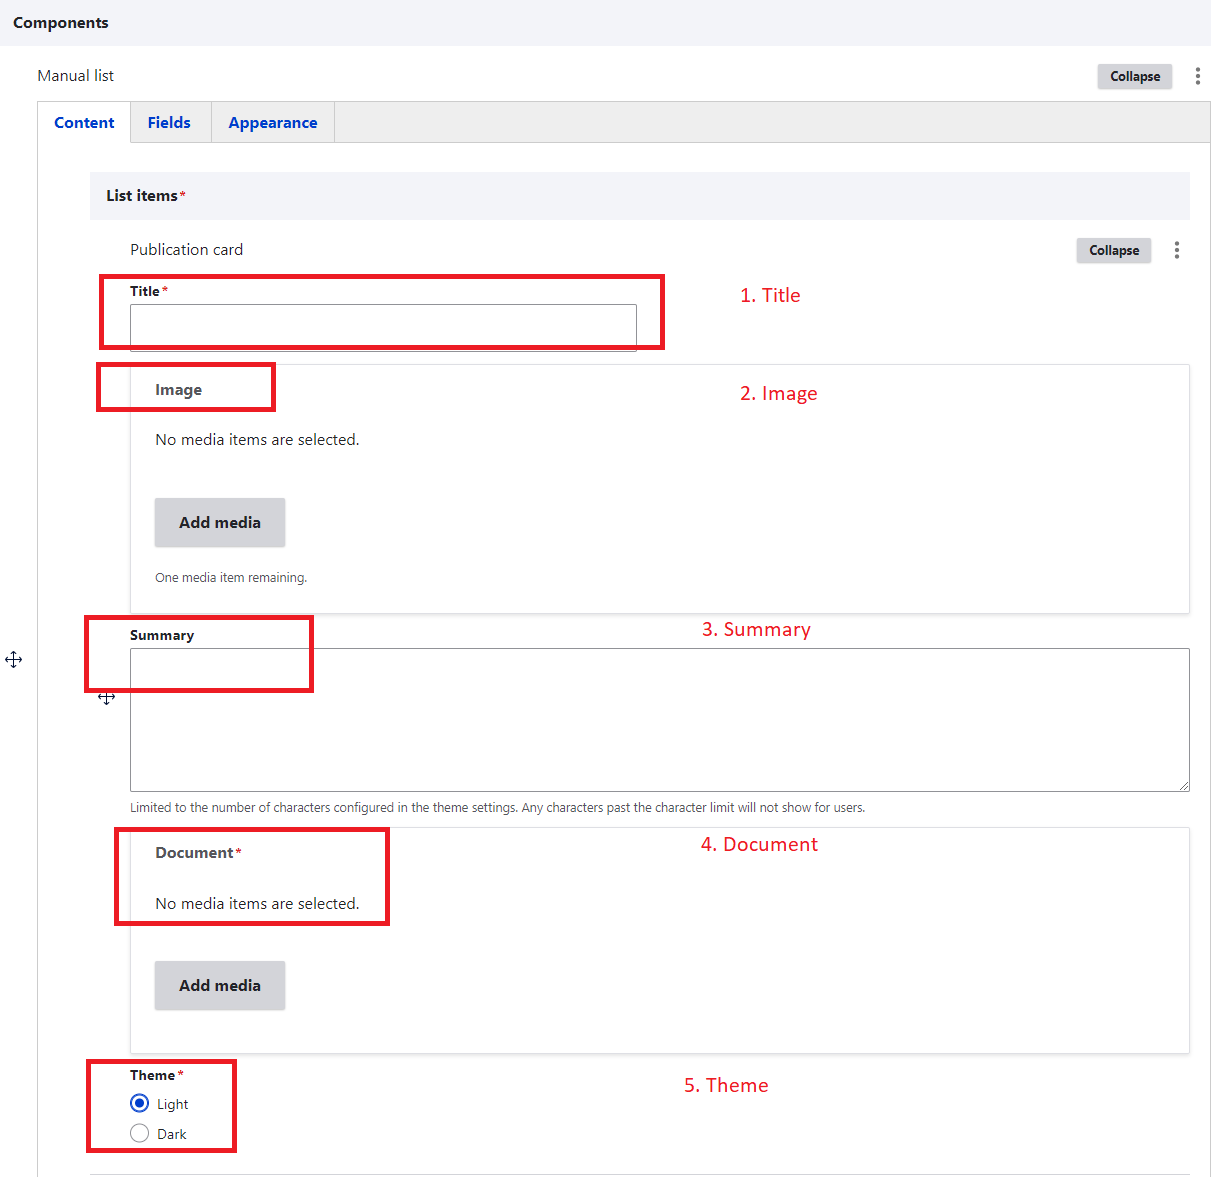 Components
Manual list
Collapse
Content Fields Appearance
List items*
Publication card
Collapse
Title*
1. Title
Image
2. Image
No media items are selected.
Add media
One media item remaining.
Summary
3. Summary
Limited to the number of characters configured in the theme settings. Any characters past the character limit will not show for users.
Document*
4. Document
No media items are selected.
Add media
Theme*
5. Theme
Light
Dark